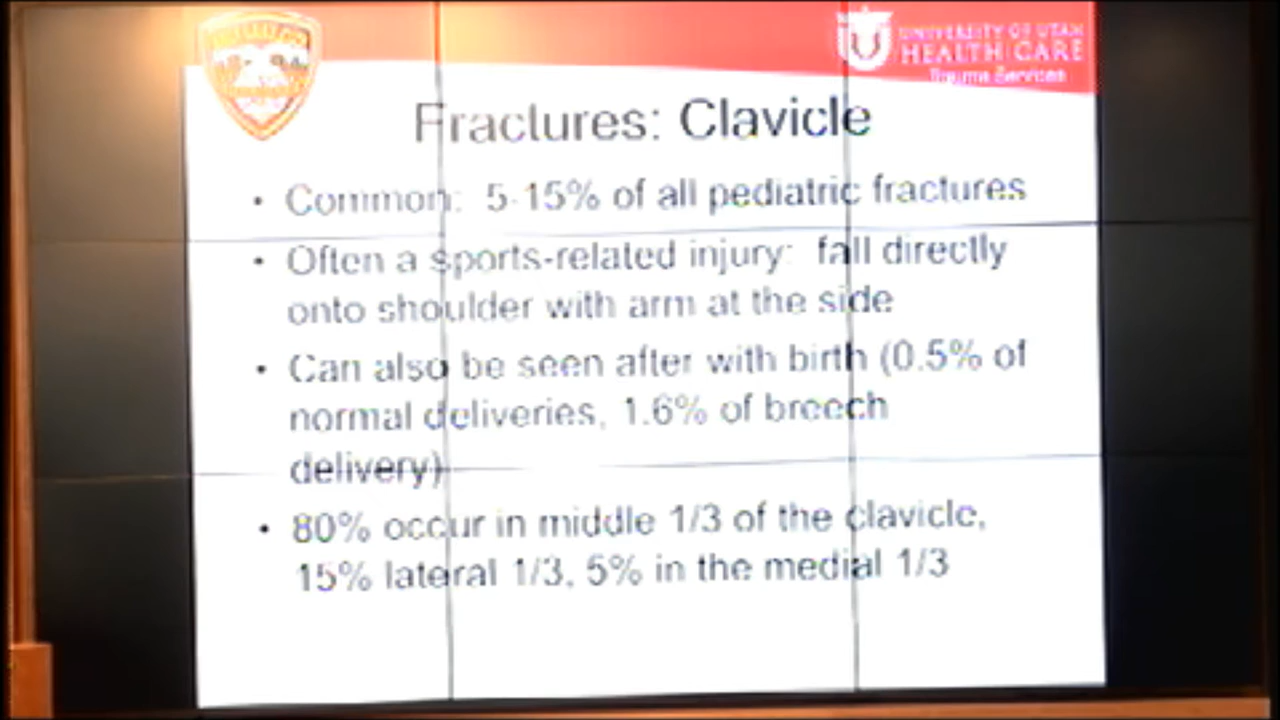 UNIVERSITY OF UTAH
HEALTH CARE
Trauma Services
Fractures: Clavicle
• Common: 5-15% of all pediatric fractures
• Often a sports-related injury: fall directly
onto shoulder with arm at the side
• Can also be seen after with birth (0.5% of
normal deliveries, 1.6% of breech
delivery)
• 80% occur in middle 1/3 of the clavicle,
15% lateral 1/3, 5% in the medial 1/3